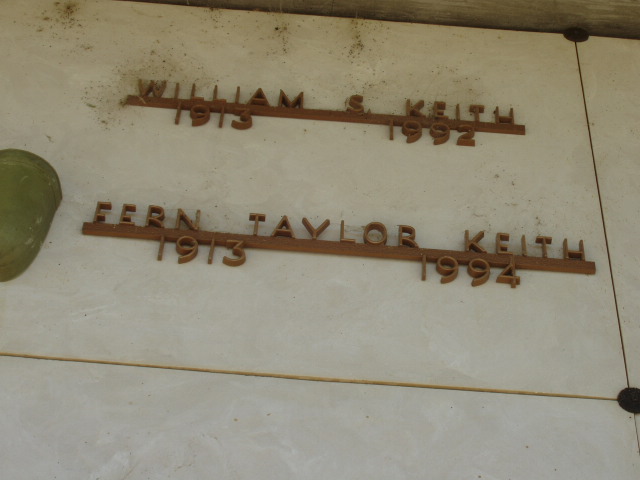 WILLIAM S. KEITH
1913 1992
FERN TAYLOR KEITH
1913 1994